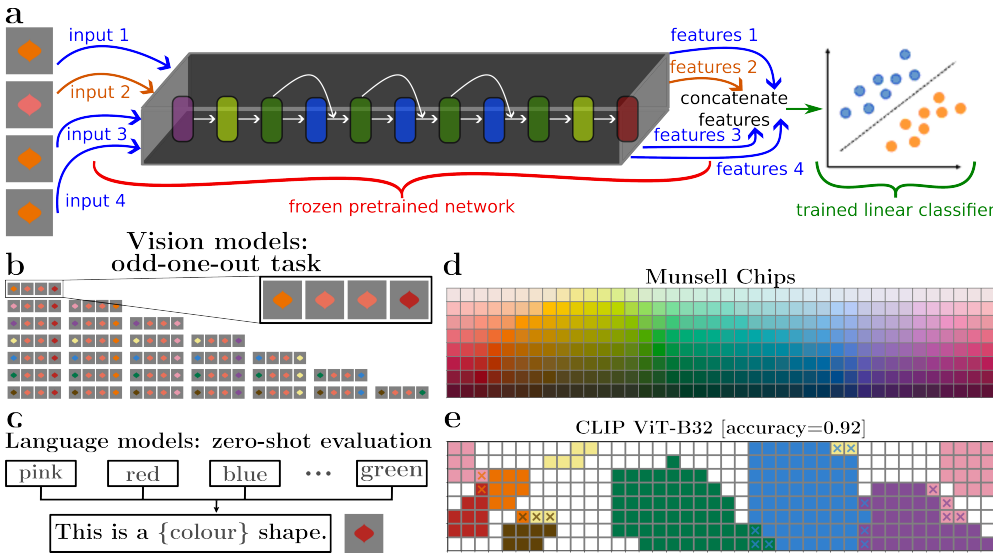 a
input 1
input 2
input 3
input 4
features 1
features 2
concatenate
features
features 3
features 4
frozen pretrained network
trained linear classifier
b
Vision models:
odd-one-out task
c
Language models: zero-shot evaluation
pink
red
blue
...
green
This is a {colour} shape.
d
Munsell Chips
e
CLIP ViT-B32 [accuracy=0.92]